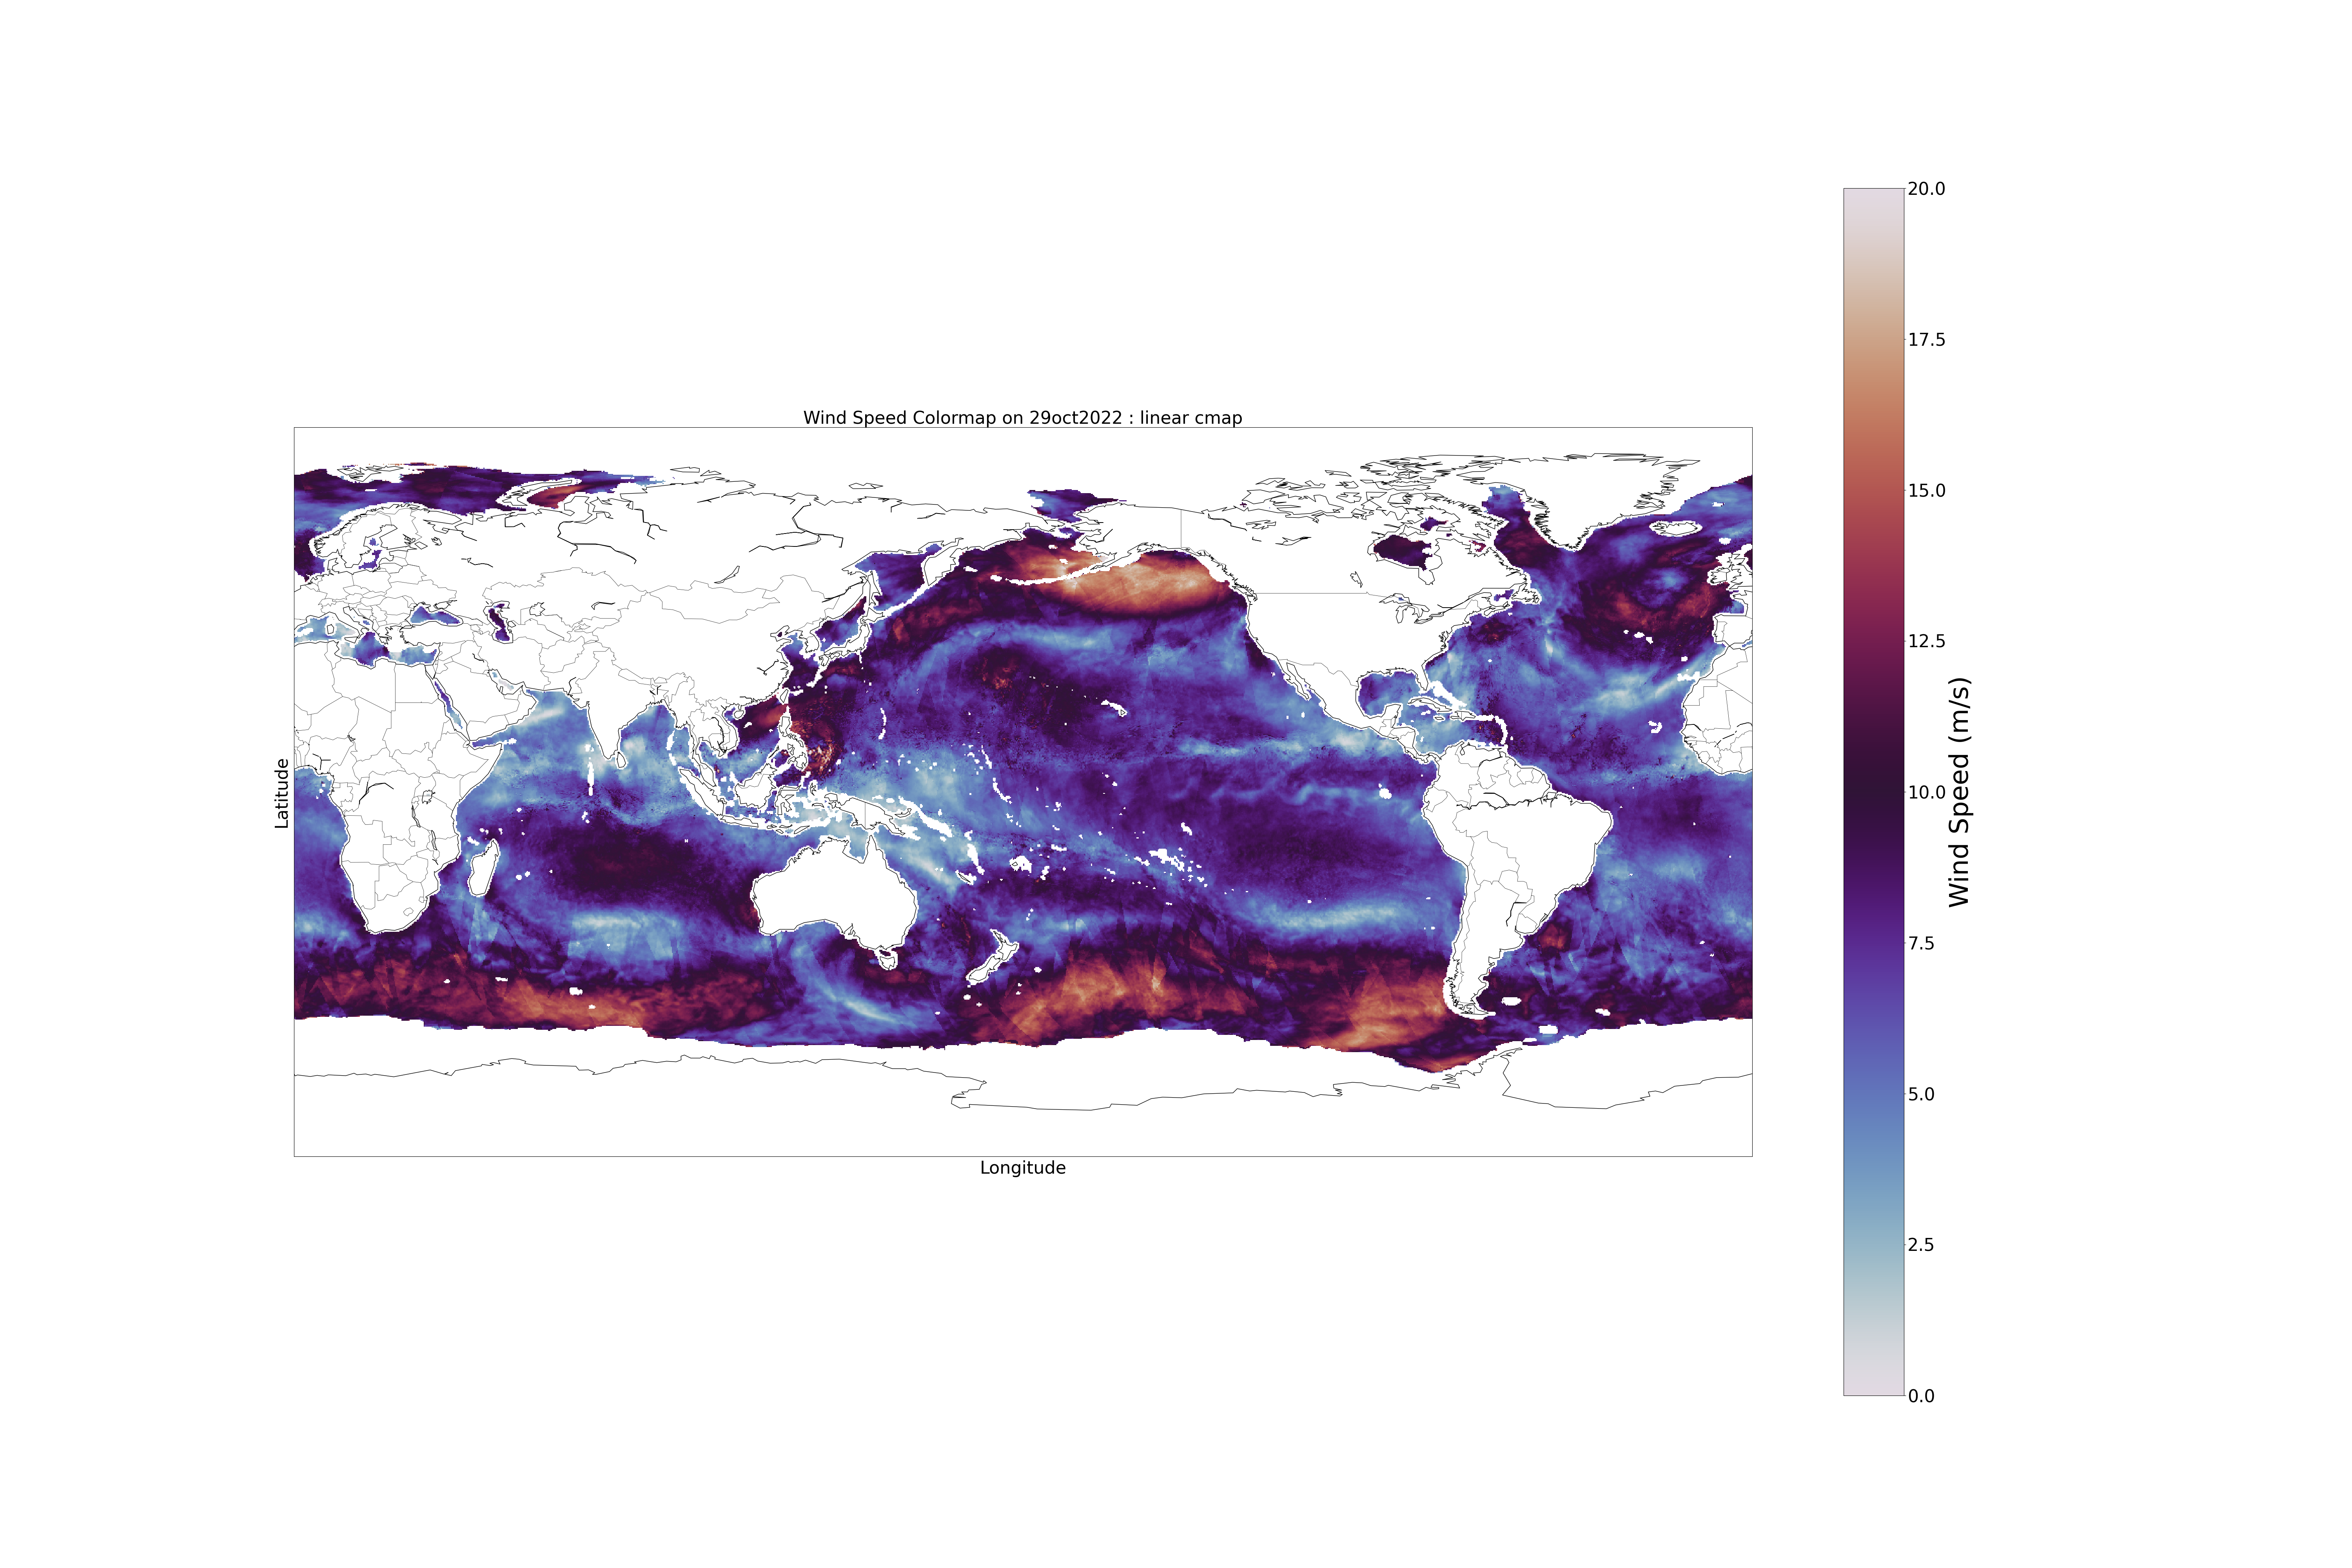 Wind Speed Colormap on 29oct2022 : linear cmap
Latitude
Longitude
20.0
17.5
15.0
12.5
10.0
7.5
5.0
2.5
0.0
Wind Speed (m/s)